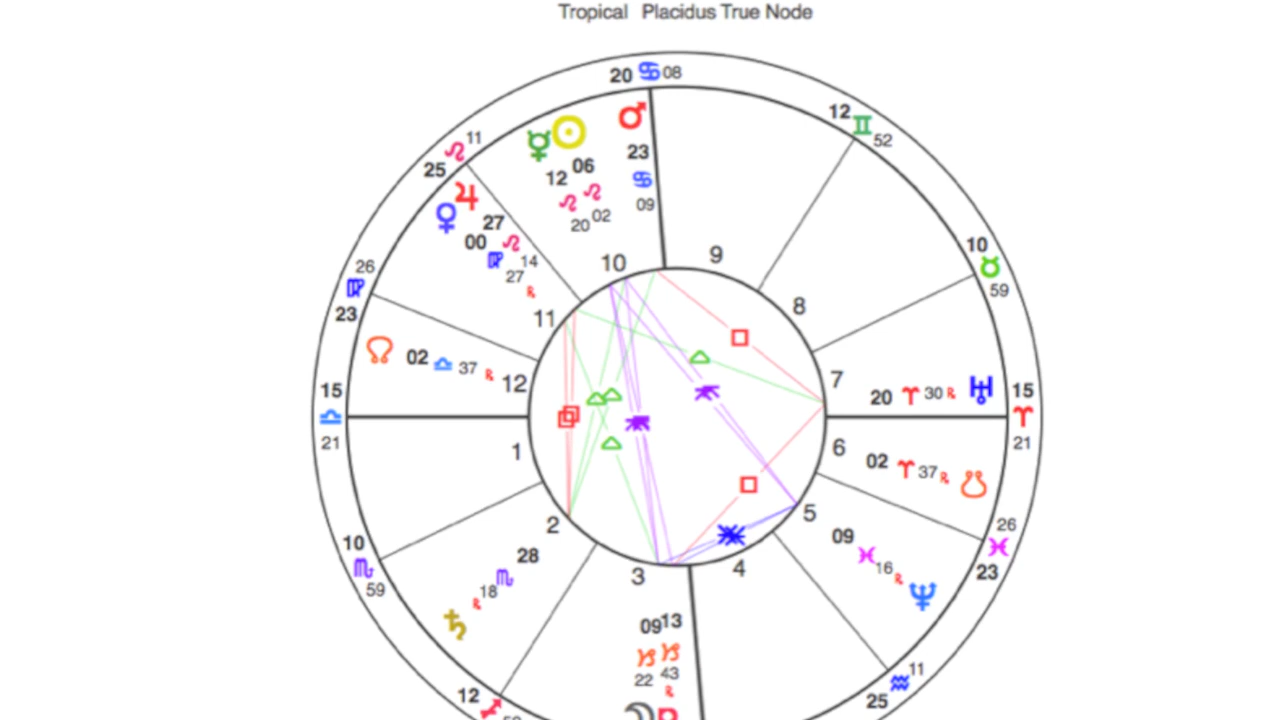 Tropical Placidus True Node
20 ♋ 08
12 ♊ 52
11 ♌ 25
06 ♌ 02
12 ♌ 20
23 ♋ 09
27 ♌ 14
00 ♍ 27 ℞
10 ♉ 59
26 ♍ 23
10
9
11
8
02 ♎ 37 ℞
12
7
20 ♈ 30 ℞
15 ♎ 21
15 ♈ 21
1
6
02 ♈ 37 ℞
2
5
10 ♏ 59
28 ♏ 18 ℞
09 ♓ 16 ℞
26 ♓ 23
3
4
09 ♑ 22
13 ♑ 43 ℞
11 ♒ 25
12 ♐